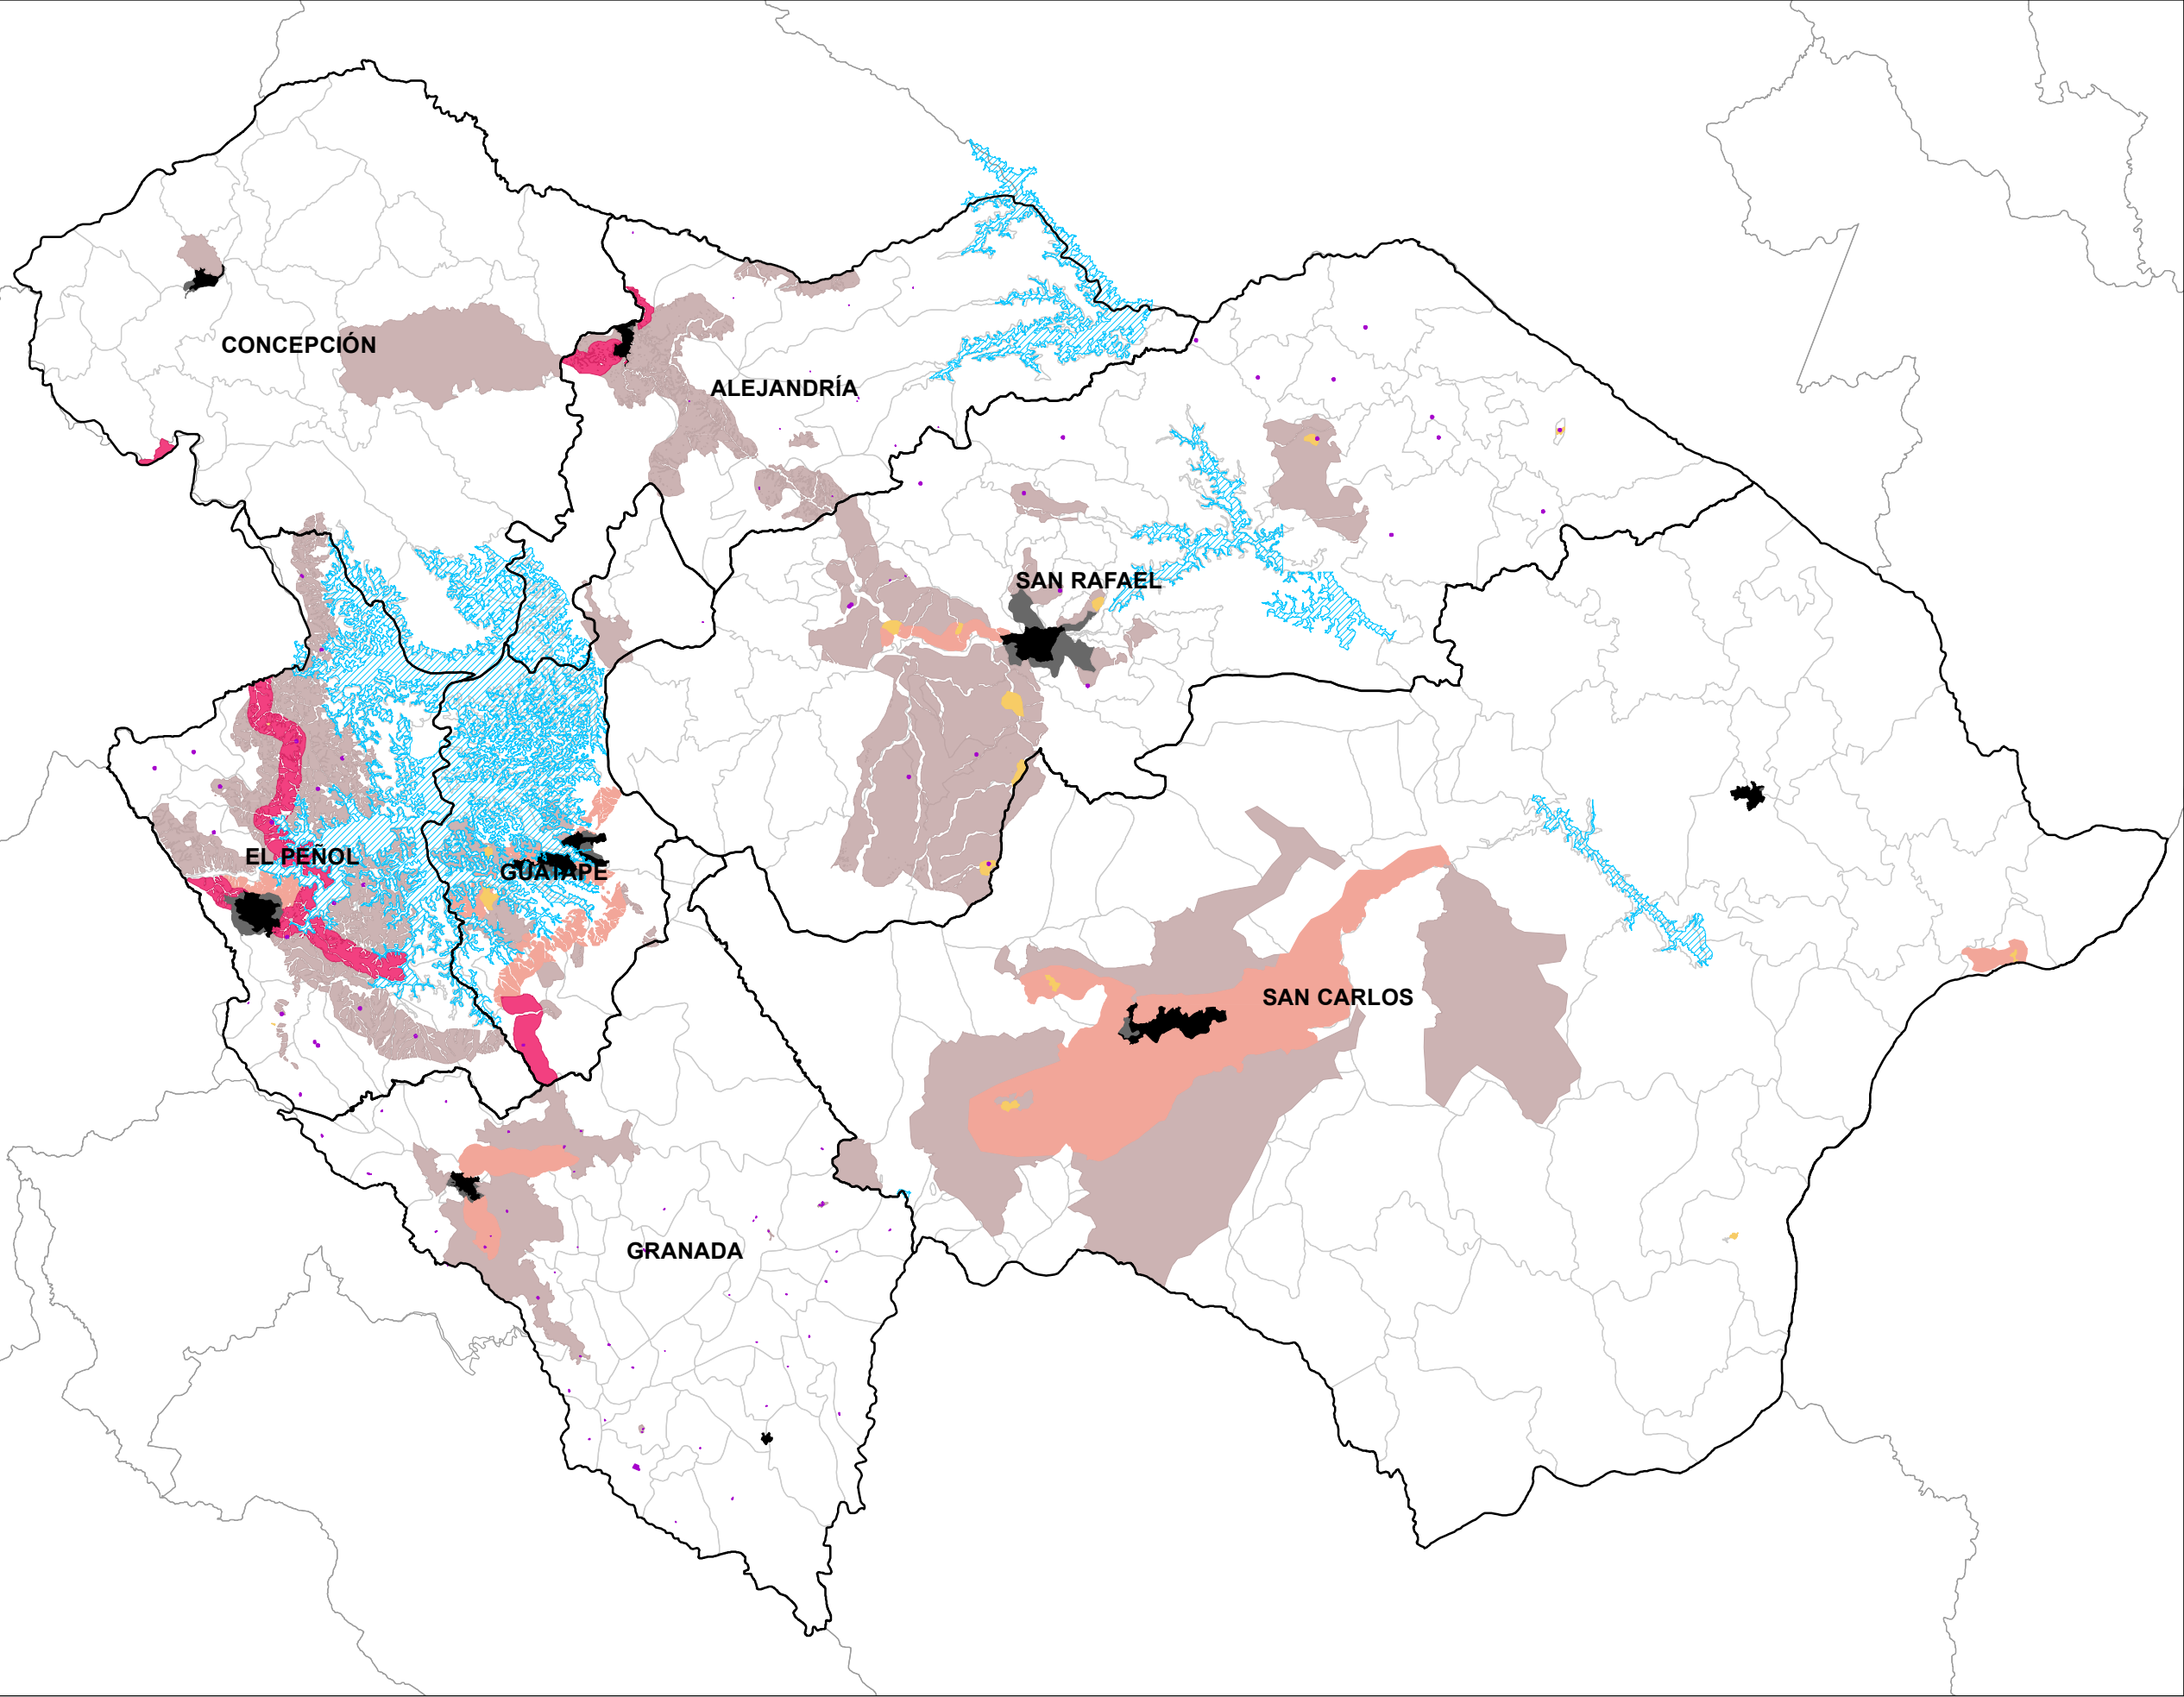 CONCEPCIÓN
ALEJANDRÍA
SAN RAFAEL
EL PEÑOL
GUATAPE
SAN CARLOS
GRANADA